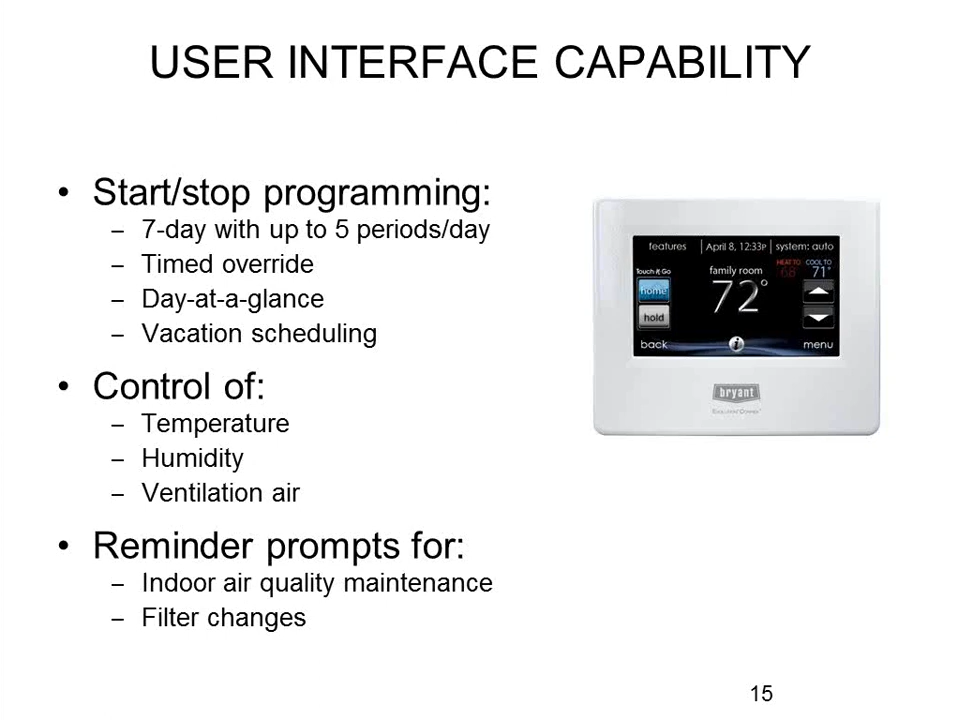 USER INTERFACE CAPABILITY
• Start/stop programming:
– 7-day with up to 5 periods/day
– Timed override
– Day-at-a-glance
– Vacation scheduling
• Control of:
– Temperature
– Humidity
– Ventilation air
• Reminder prompts for:
– Indoor air quality maintenance
– Filter changes
features | April 8, 12:33P | system: auto
Touch-N-Go
family room
HEAT TO COOL TO
68° 71°
home
72°
hold
back
i
menu
bryant
15